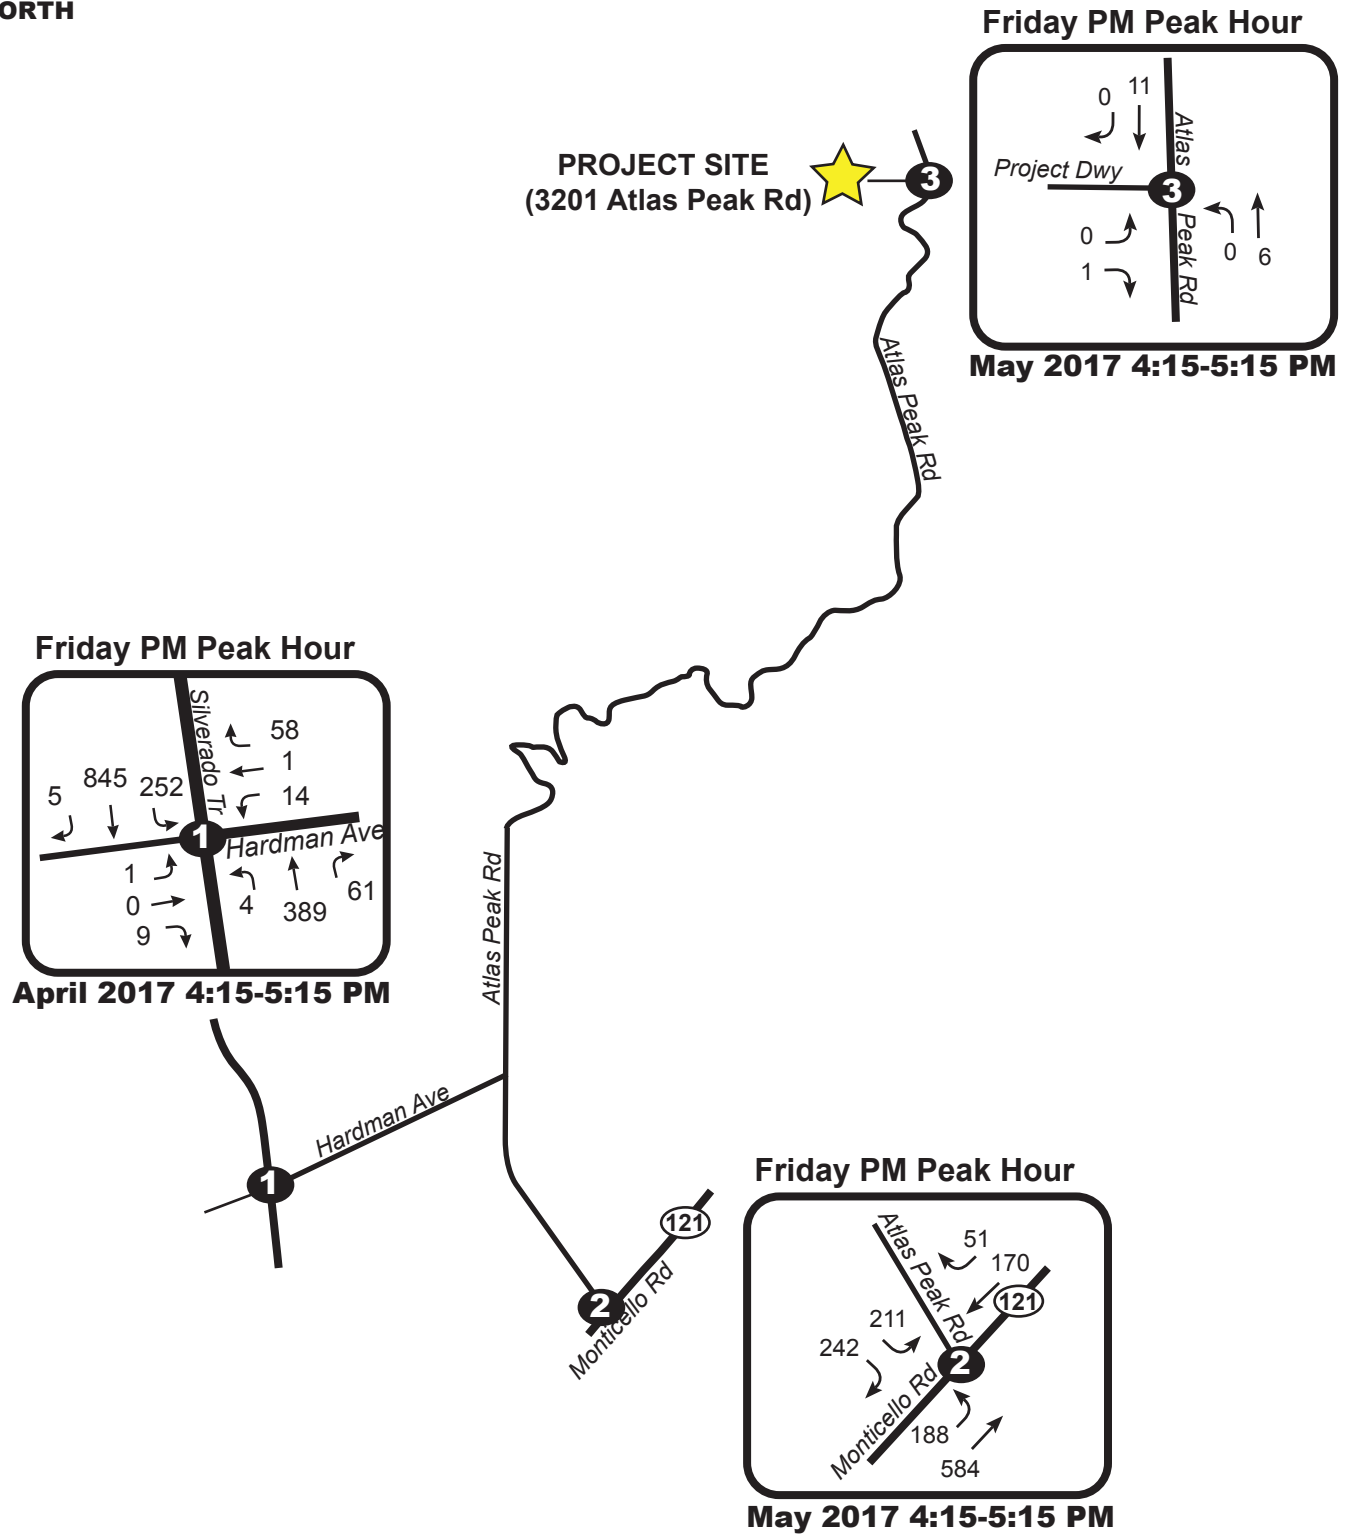 ORTH
Friday PM Peak Hour
0
11
Atlas
Project Dwy
3
Peak Rd
0
1
0
6
May 2017 4:15-5:15 PM
PROJECT SITE
(3201 Atlas Peak Rd)
3
Atlas Peak Rd
Friday PM Peak Hour
Silverado Tr
58
1
14
5
845
252
1
Hardman Ave
1
0
9
4
389
61
April 2017 4:15-5:15 PM
Atlas Peak Rd
Hardman Ave
1
121
2
Monticello Rd
Friday PM Peak Hour
Atlas Peak Rd
51
170
121
211
242
2
Monticello Rd
188
584
May 2017 4:15-5:15 PM